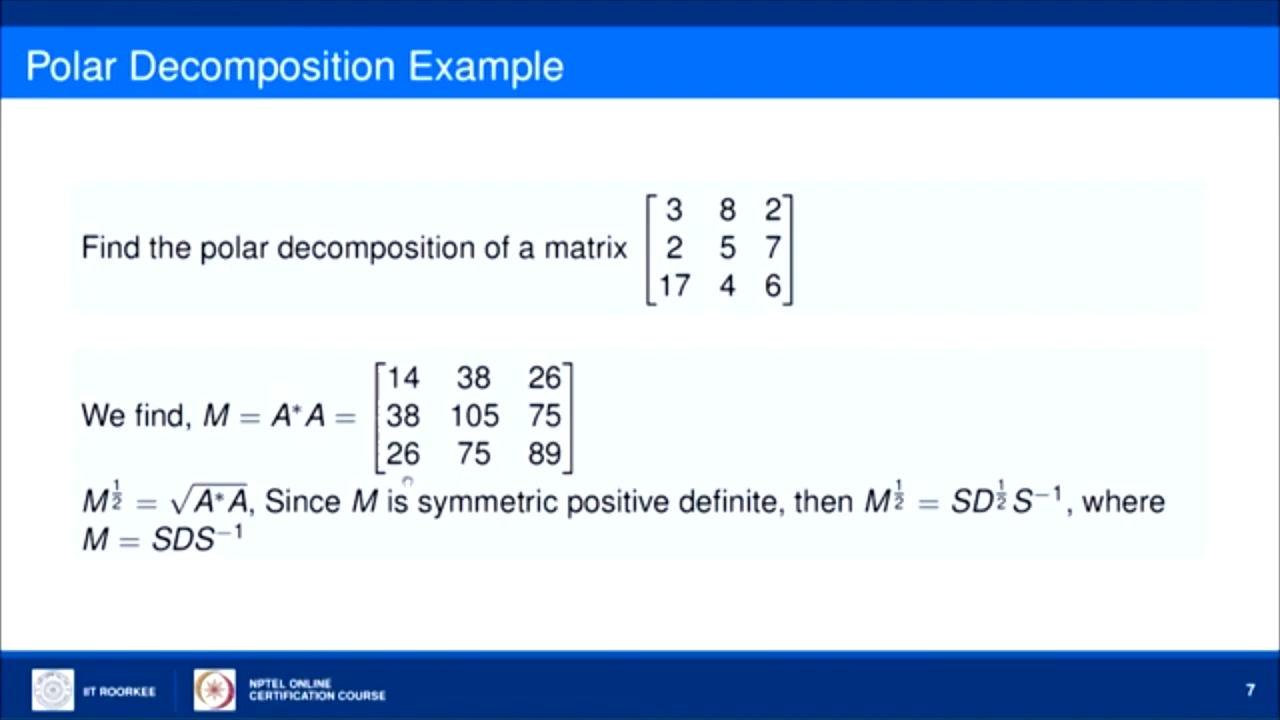 Polar Decomposition Example
Find the polar decomposition of a matrix [3 8 2
2 5 7
17 4 6]
We find, M = A*A = [14 38 26
38 105 75
26 75 89]
M^{1/2} = √(A*A), Since M is symmetric positive definite, then M^{1/2} = SD^{1/2}S^{-1}, where
M = SDS^{-1}
IIT ROORKEE
NPTEL ONLINE
CERTIFICATION COURSE
7